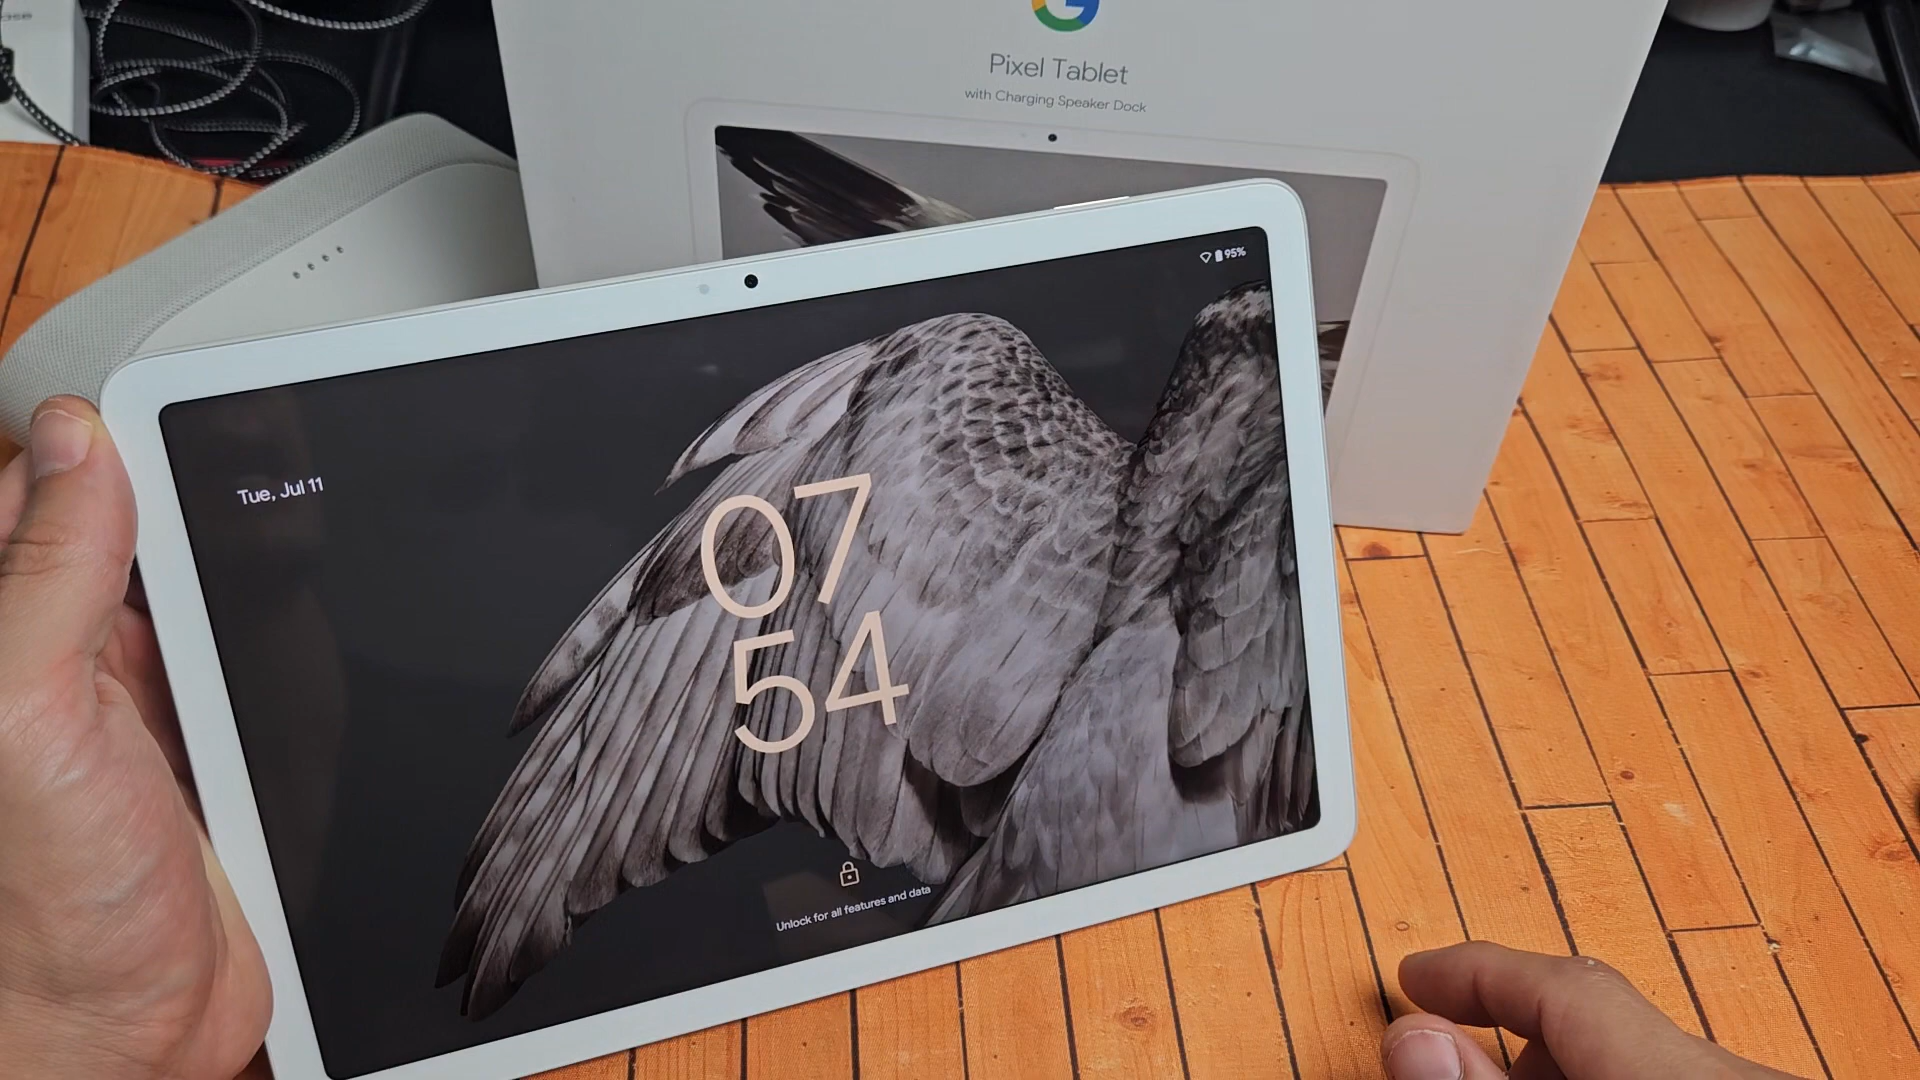 Pixel Tablet
with Charging Speaker Dock
95%
Tue, Jul 11
07
54
Unlock for all features and data